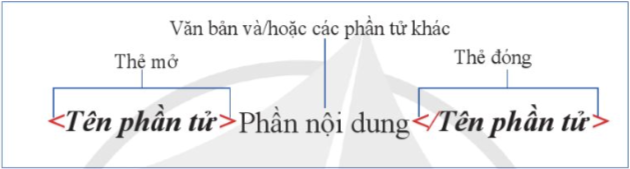 Văn bản và/hoặc các phần tử khác
Thẻ mở
Thẻ đóng
<Tên phần tử>Phần nội dung</Tên phần tử>